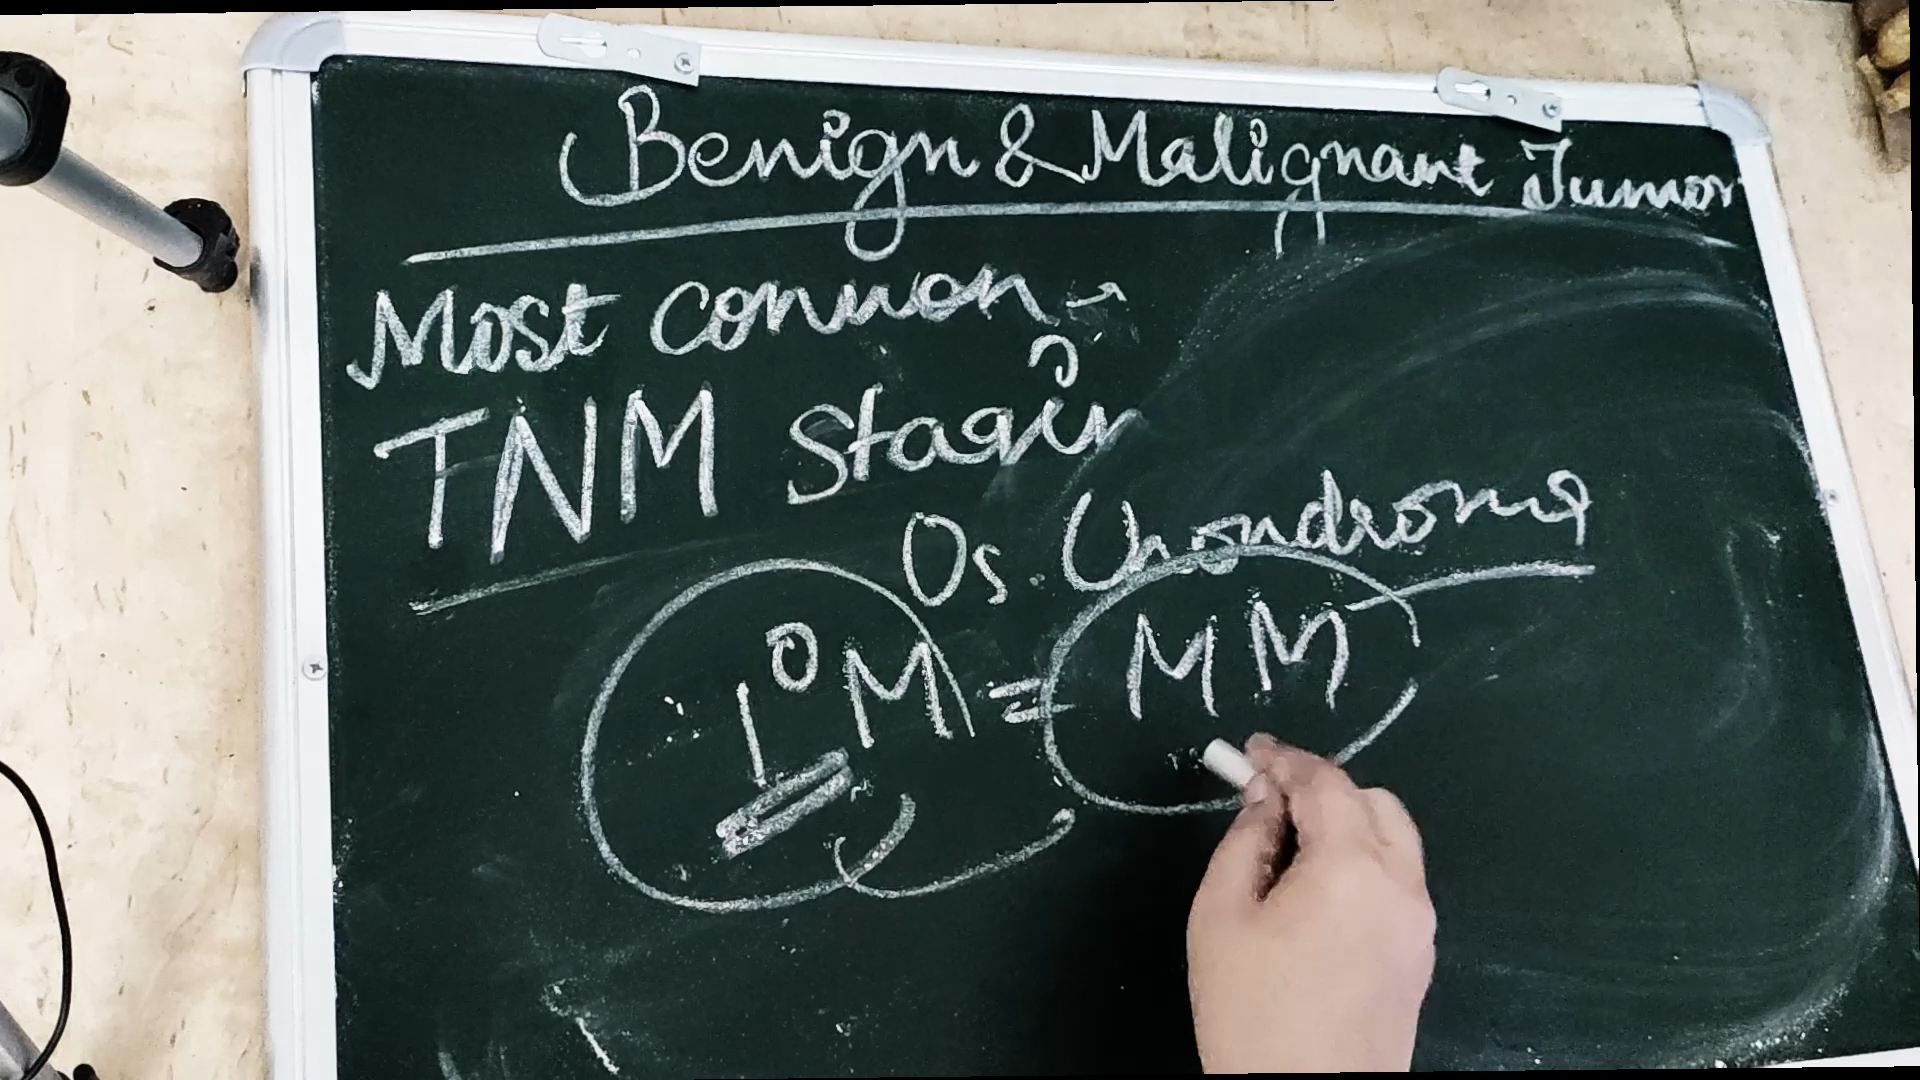 Benign & Malignant Tumor
Most common →
TNM Staging
Os. Chondroma
1° M = MM